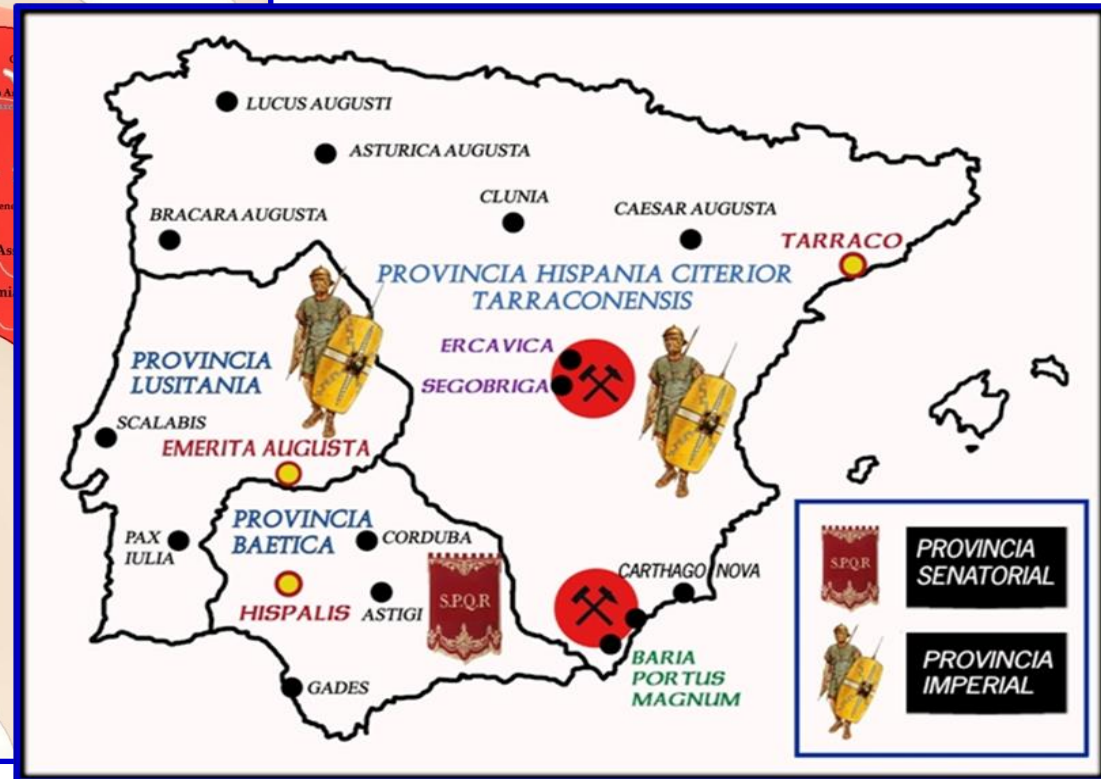 LUCUS AUGUSTI
ASTURICA AUGUSTA
CLUNIA
BRACARA AUGUSTA
CAESAR AUGUSTA
TARRACO
PROVINCIA HISPANIA CITERIOR
TARRACONENSIS
ERCAVICA
SEGOBRIGA
PROVINCIA
LUSITANIA
SCALABIS
EMERITA AUGUSTA
PROVINCIA
BAETICA
PAX
IULIA
CORDUBA
HISPALIS
ASTIGI
S.P.Q.R
CARTHAGO NOVA
BARIA
PORTUS
MAGNUM
GADES
S.P.Q.R
PROVINCIA
SENATORIAL
PROVINCIA
IMPERIAL